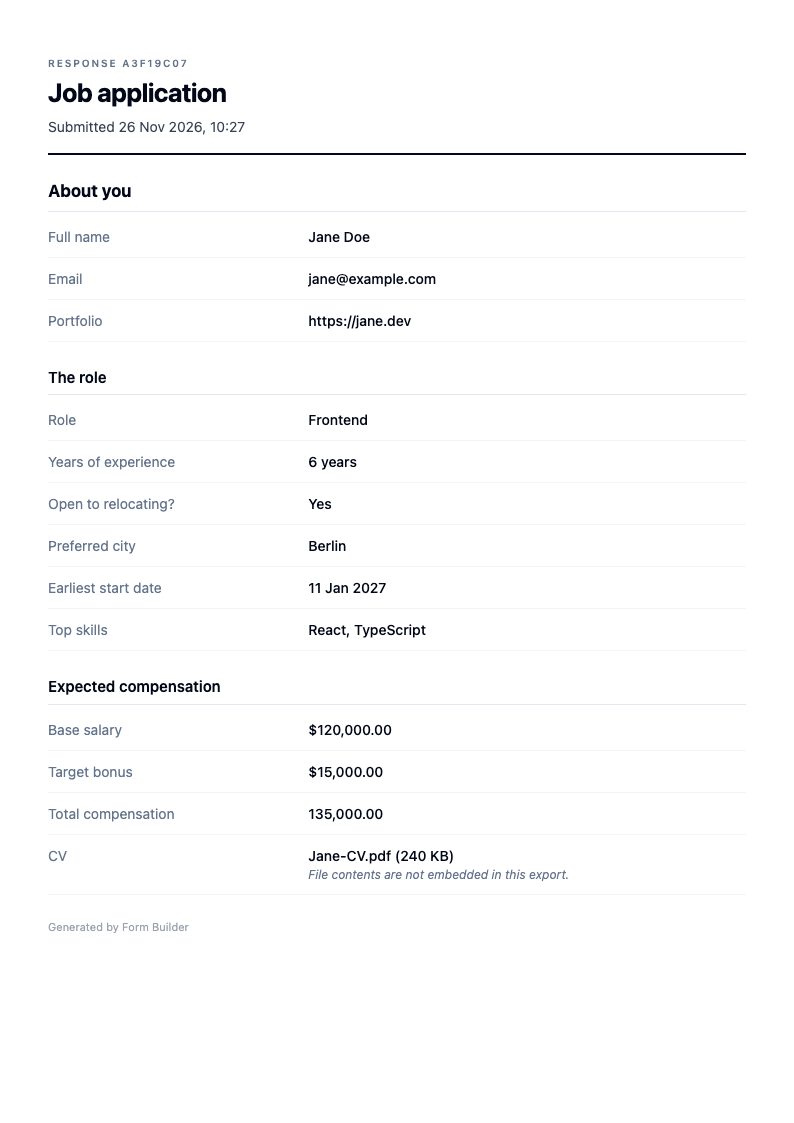 RESPONSE A3F19C07
Job application
Submitted 26 Nov 2026, 10:27
About you
Full name Jane Doe
Email jane@example.com
Portfolio https://jane.dev
The role
Role Frontend
Years of experience 6 years
Open to relocating? Yes
Preferred city Berlin
Earliest start date 11 Jan 2027
Top skills React, TypeScript
Expected compensation
Base salary $120,000.00
Target bonus $15,000.00
Total compensation 135,000.00
CV Jane-CV.pdf (240 KB)
File contents are not embedded in this export.
Generated by Form Builder